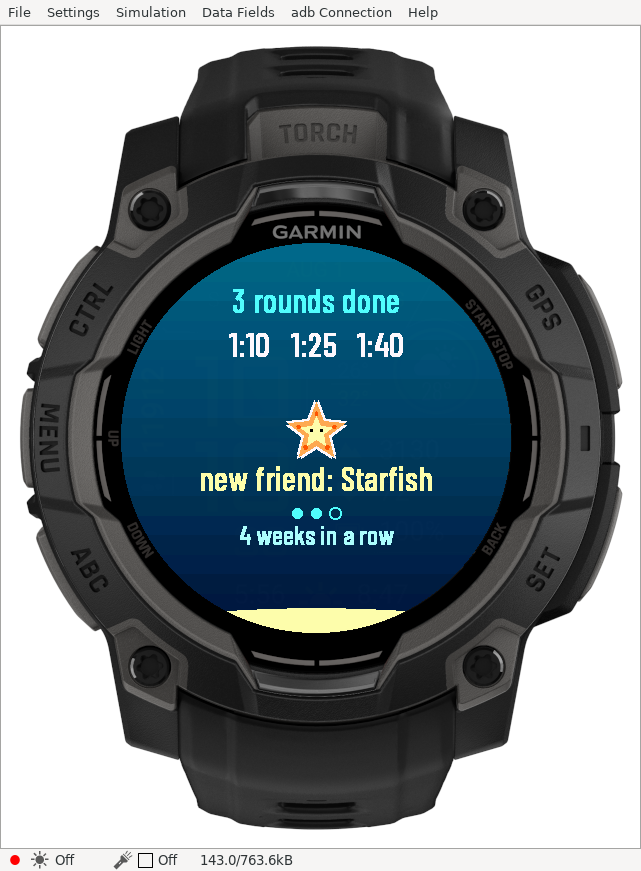 File Settings Simulation Data Fields adb Connection Help
TORCH
GARMIN
CTRL
LIGHT
GPS
START/STOP
3 rounds done
1:10 1:25 1:40
MENU
UP
new friend: Starfish
4 weeks in a row
DOWN
BACK
ABC
SET
Off Off 143.0/763.6kB